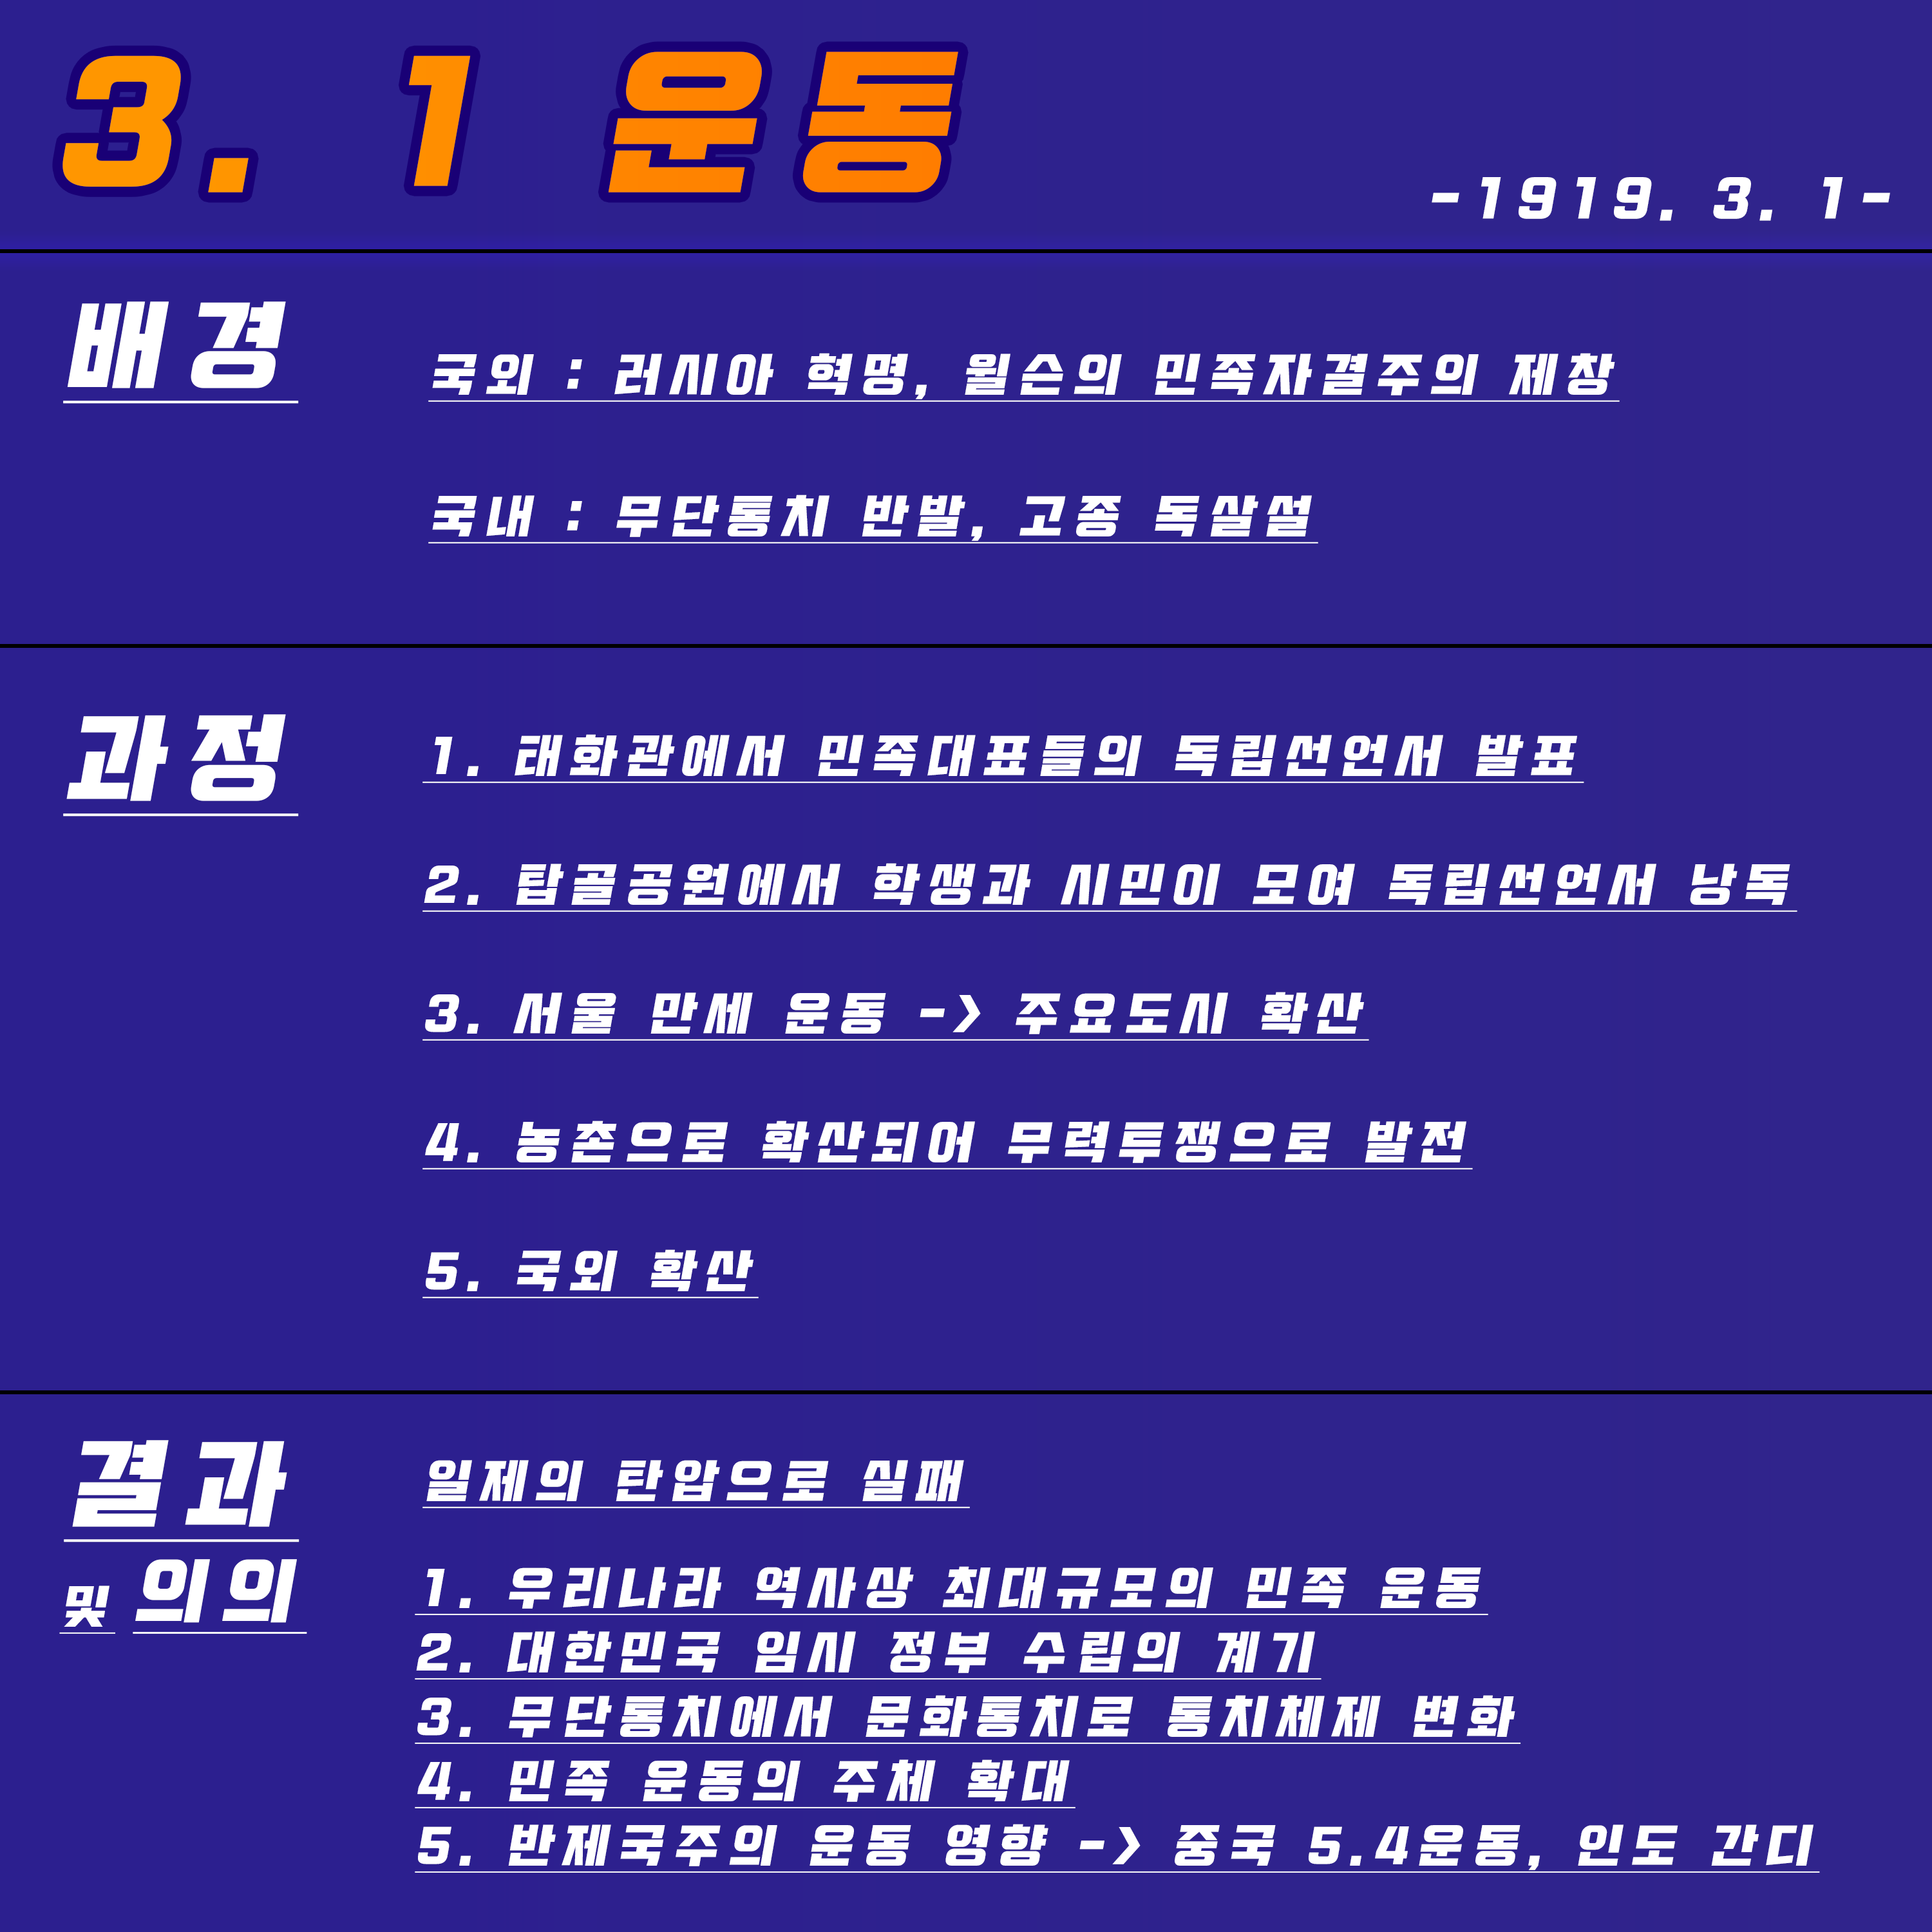 3. 1 운동
-1919. 3. 1-
배경
국외 : 러시아 혁명, 윌슨의 민족자결주의 제창
국내 : 무단통치 반발, 고종 독살설
과정
1. 태화관에서 민족대표들의 독립선언서 발표
2. 탑골공원에서 학생과 시민이 모여 독립선언서 낭독
3. 서울 만세 운동 -> 주요도시 확산
4. 농촌으로 확산되어 무력투쟁으로 발전
5. 국외 확산
결과
및 의의
일제의 탄압으로 실패
1. 우리나라 역사상 최대규모의 민족 운동
2. 대한민국 임시 정부 수립의 계기
3. 무단통치에서 문화통치로 통치체제 변화
4. 민족 운동의 주체 확대
5. 반제국주의 운동 영향 -> 중국 5.4운동, 인도 간디